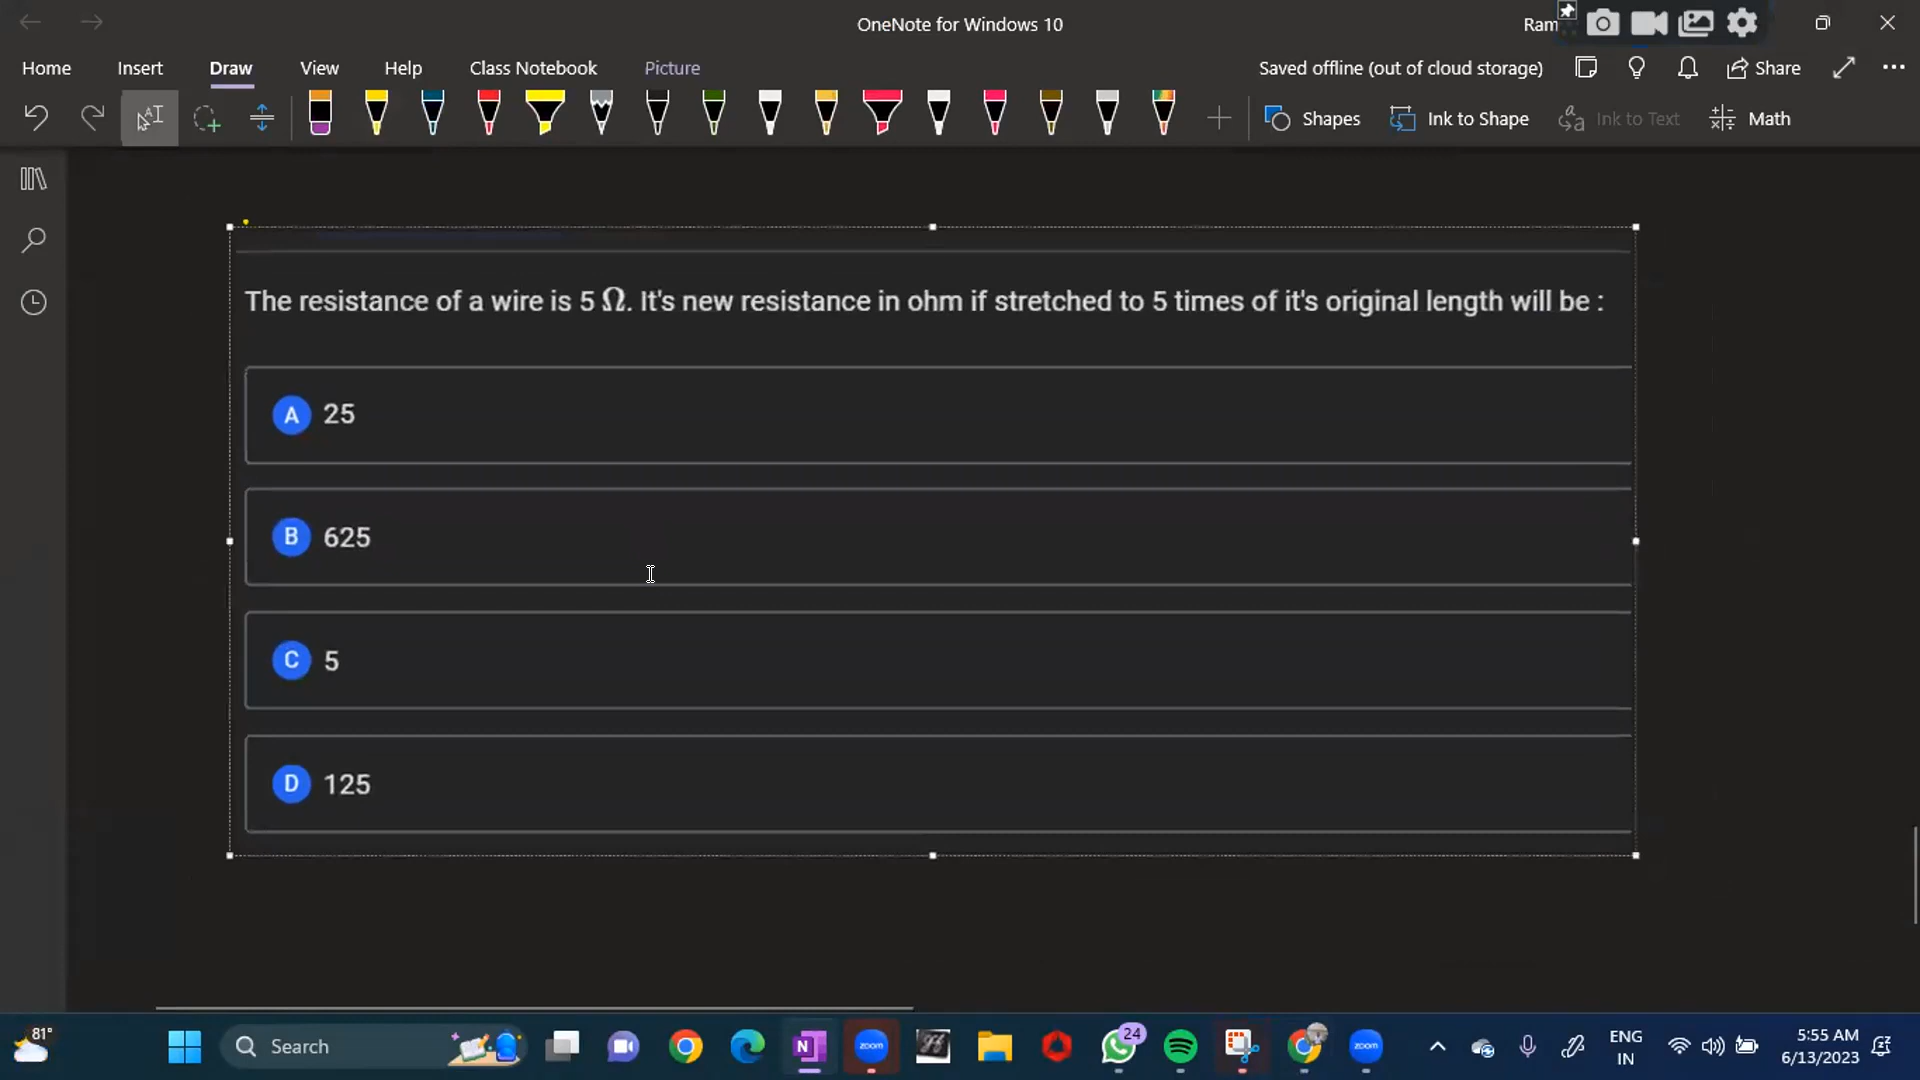 OneNote for Windows 10
Ram
Home Insert Draw View Help Class Notebook Picture
Saved offline (out of cloud storage) Share
Shapes Ink to Shape Ink to Text Math
The resistance of a wire is 5 Ω. It's new resistance in ohm if stretched to 5 times of it's original length will be :
A 25
B 625
C 5
D 125
81°
Search
N
zoom
24
zoom
ENG
IN
5:55 AM
6/13/2023